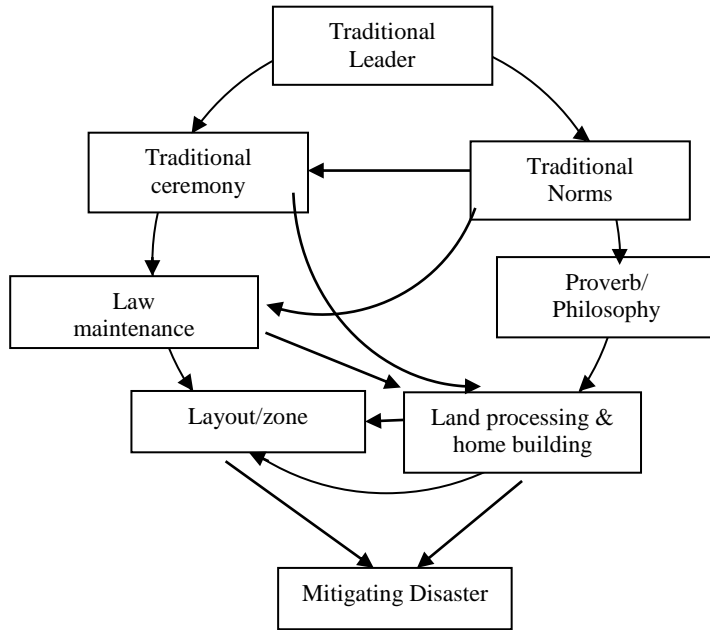 Traditional
Leader
Traditional
ceremony
Traditional
Norms
Law
maintenance
Proverb/
Philosophy
Layout/zone
Land processing &
home building
Mitigating Disaster